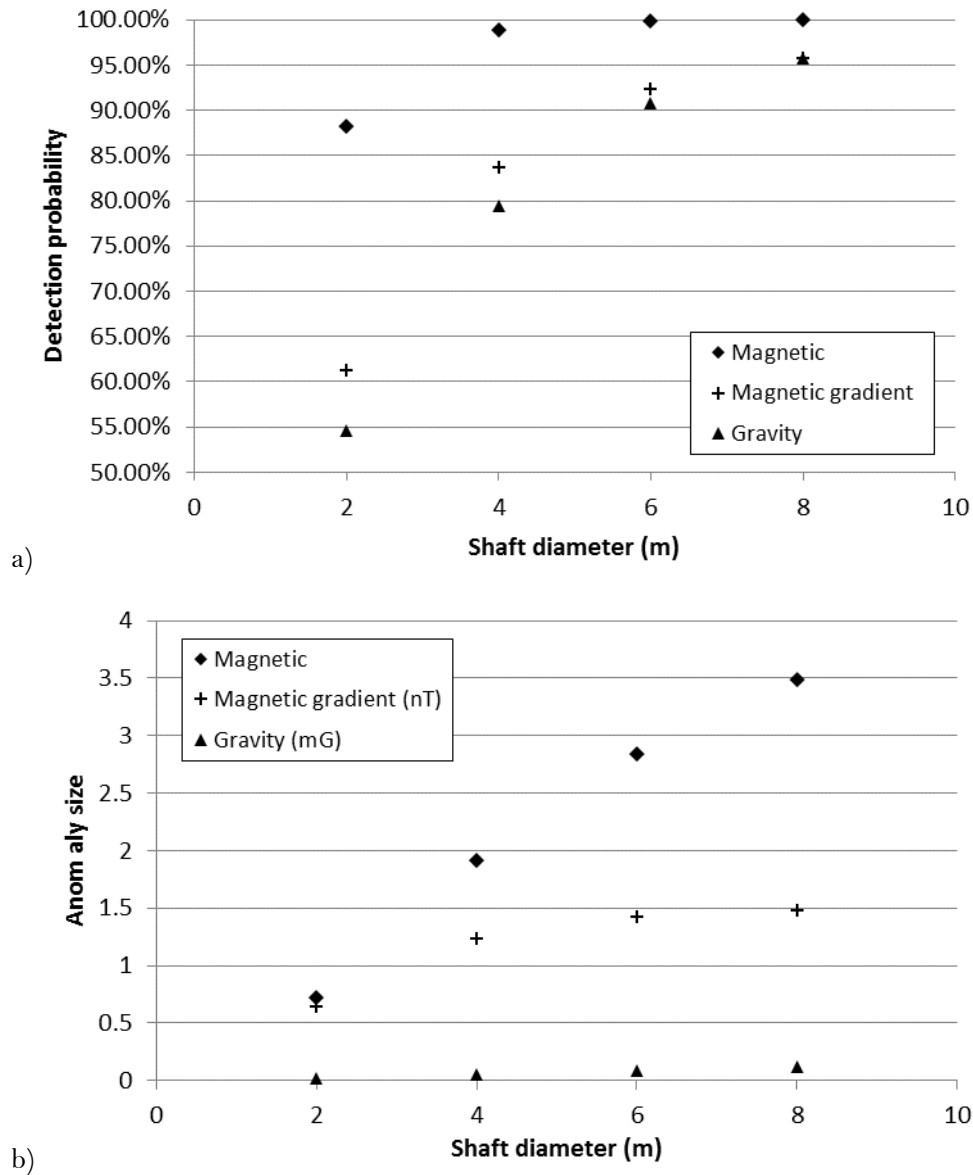 100.00%
95.00%
90.00%
85.00%
80.00%
75.00%
70.00%
65.00%
60.00%
55.00%
50.00%
Detection probability
Magnetic
Magnetic gradient
Gravity
0 2 4 6 8 10
Shaft diameter (m)
a)
4
3.5
3
2.5
2
1.5
1
0.5
0
Anom aly size
Magnetic
Magnetic gradient (nT)
Gravity (mG)
0 2 4 6 8 10
Shaft diameter (m)
b)